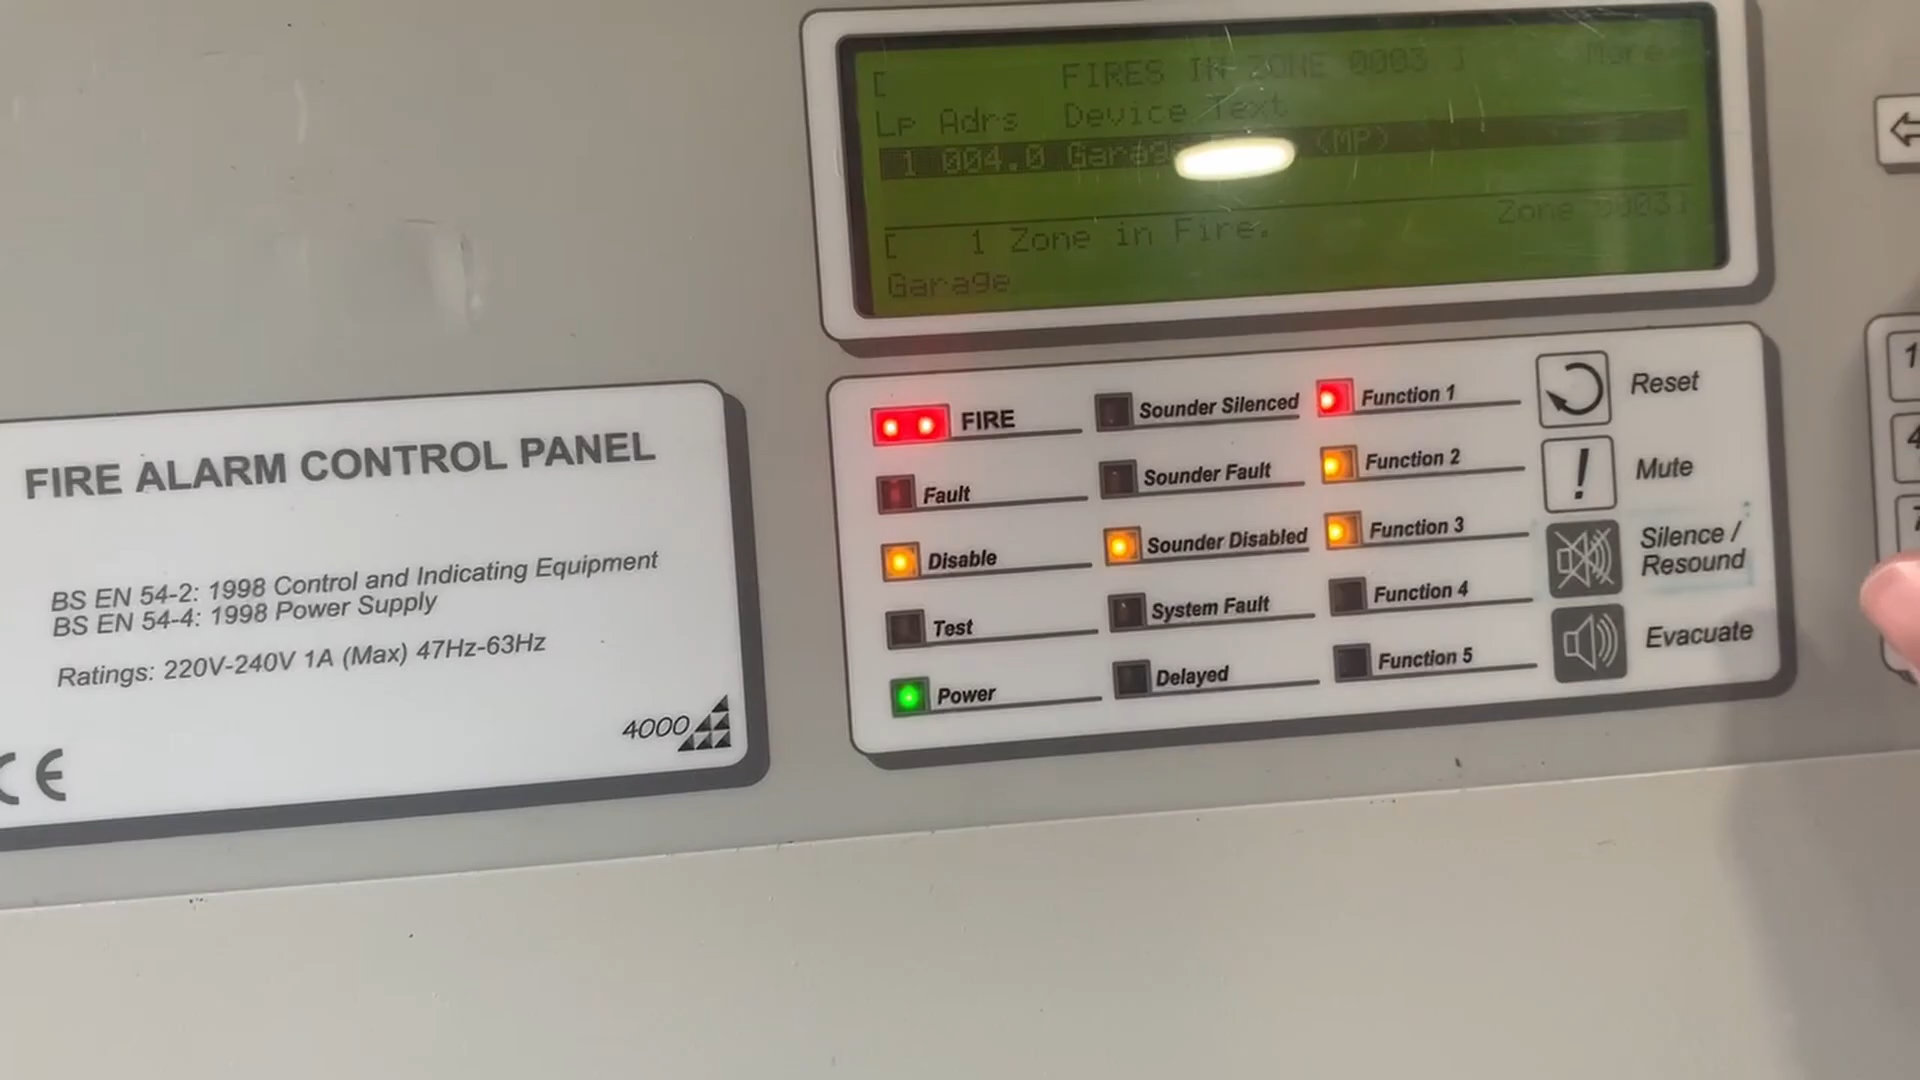 [ FIRES IN ZONE 0003 ] More
Lp Adrs Device Text
1 004.0 Garage (MP)
[ 1 Zone in Fire. Zone 0003]
Garage
FIRE ALARM CONTROL PANEL
BS EN 54-2: 1998 Control and Indicating Equipment
BS EN 54-4: 1998 Power Supply
Ratings: 220V-240V 1A (Max) 47Hz-63Hz
4000
CE
FIRE
Fault
Disable
Test
Power
Sounder Silenced
Sounder Fault
Sounder Disabled
System Fault
Delayed
Function 1
Function 2
Function 3
Function 4
Function 5
Reset
!
Mute
Silence /
Resound
Evacuate
1
4
7